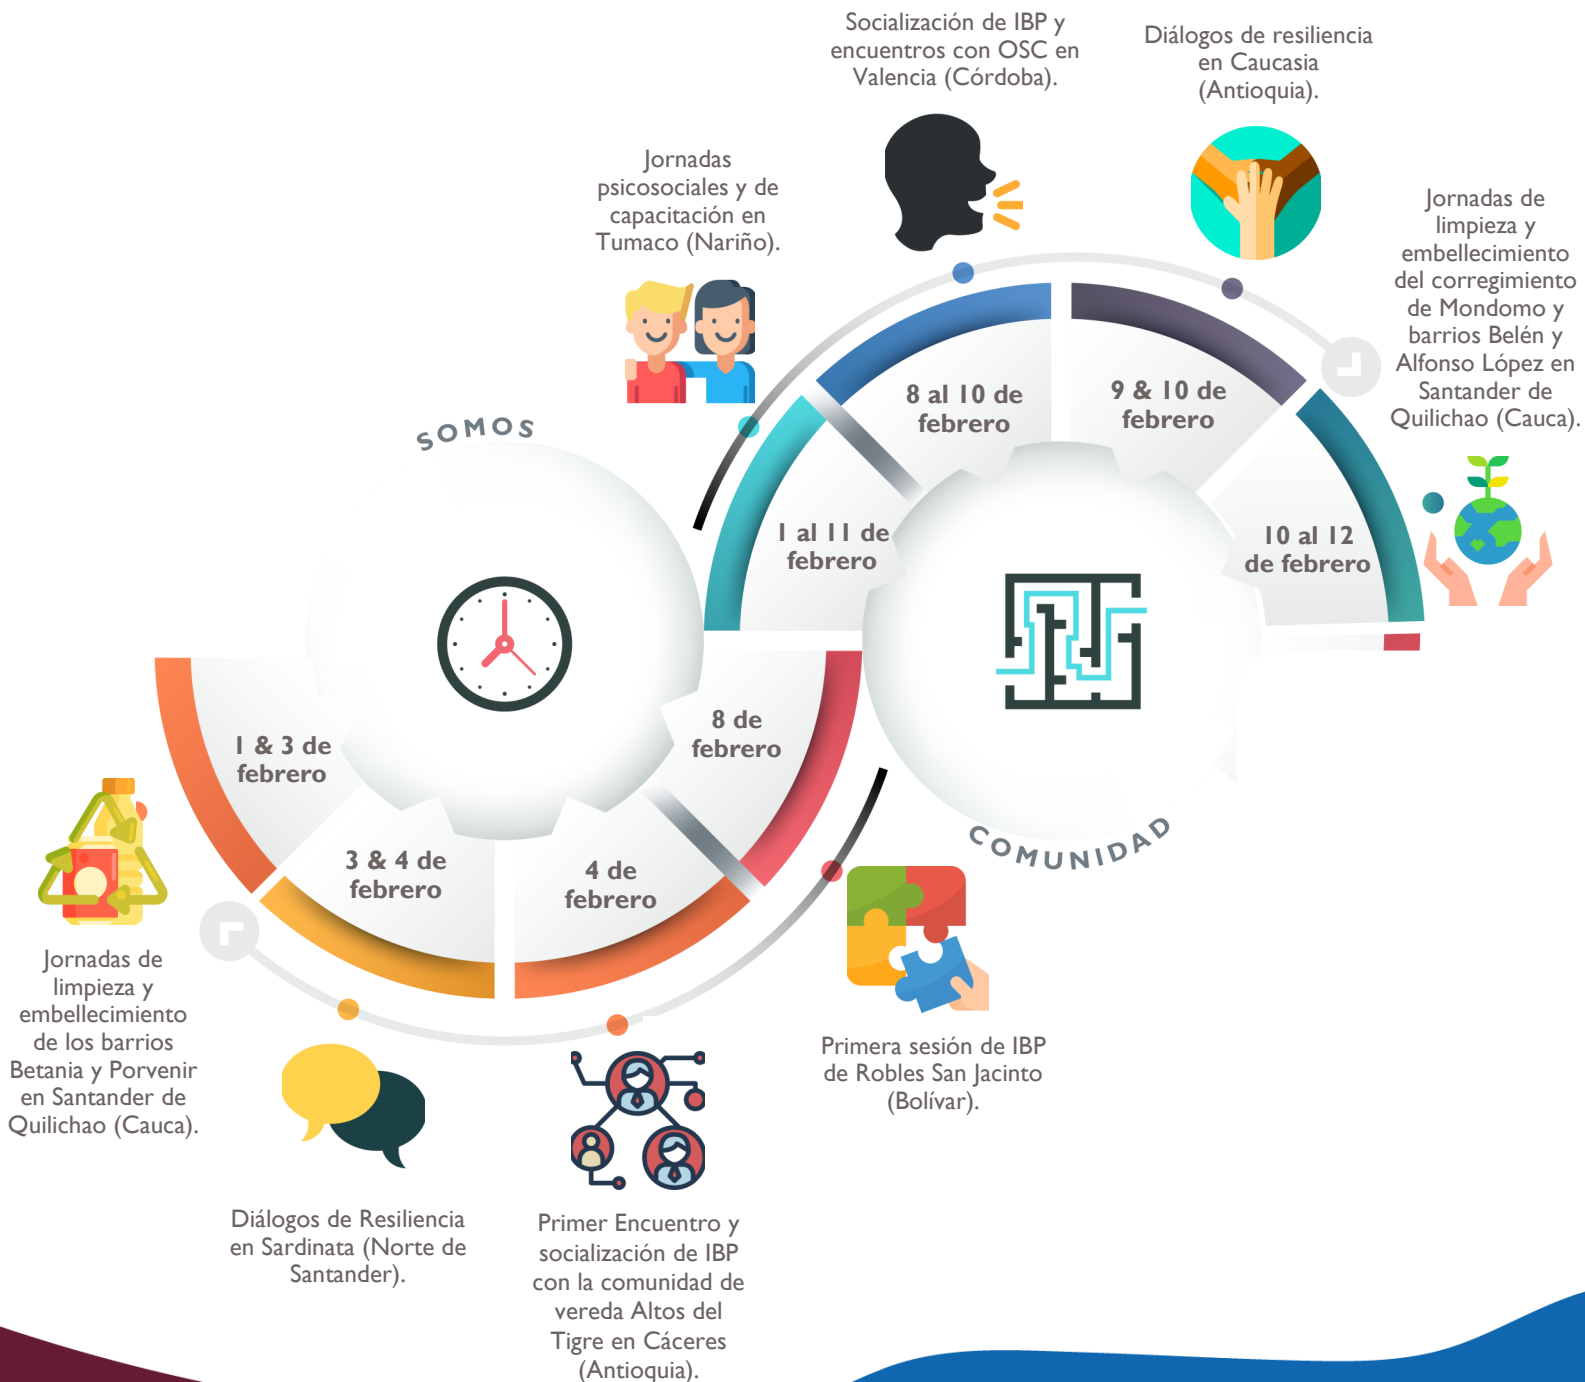 Socialización de IBP y
encuentros con OSC en
Valencia (Córdoba).
Diálogos de resiliencia
en Caucasia
(Antioquia).
Jornadas
psicosociales y de
capacitación en
Tumaco (Nariño).
Jornadas de
limpieza y
embellecimiento
del corregimiento
de Mondomo y
barrios Belén y
Alfonso López en
Santander de
Quilichao (Cauca).
SOMOS
8 al 10 de
febrero
9 & 10 de
febrero
1 al 11 de
febrero
10 al 12
de febrero
1 & 3 de
febrero
8 de
febrero
3 & 4 de
febrero
4 de
febrero
COMUNIDAD
Jornadas de
limpieza y
embellecimiento
de los barrios
Betania y Porvenir
en Santander de
Quilichao (Cauca).
Primera sesión de IBP
de Robles San Jacinto
(Bolívar).
Diálogos de Resiliencia
en Sardinata (Norte de
Santander).
Primer Encuentro y
socialización de IBP
con la comunidad de
vereda Altos del
Tigre en Cáceres
(Antioquia).